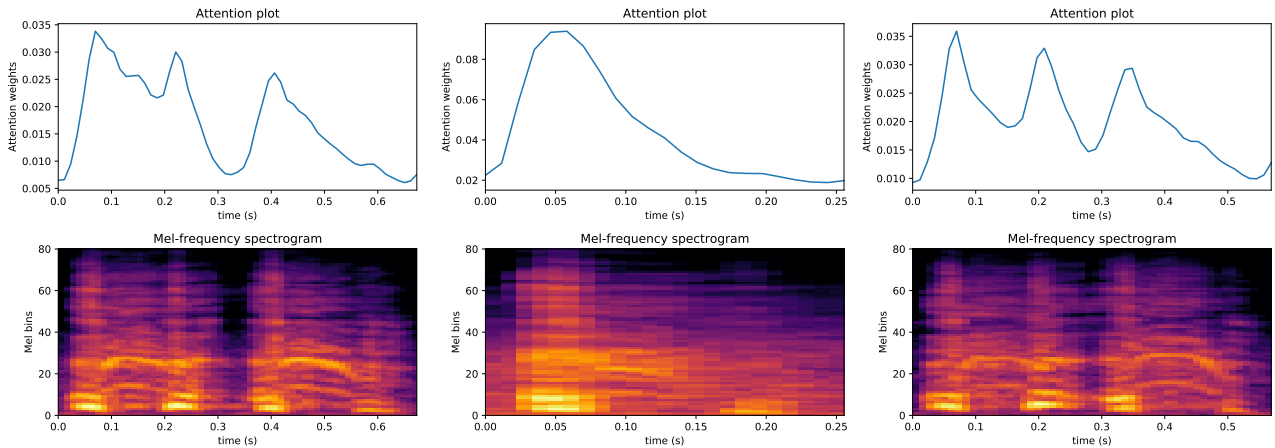 Attention plot
Attention weights
0.035
0.030
0.025
0.020
0.015
0.010
0.005
0.0 0.1 0.2 0.3 0.4 0.5 0.6
time (s)
Attention plot
Attention weights
0.08
0.06
0.04
0.02
0.00 0.05 0.10 0.15 0.20 0.25
time (s)
Attention plot
Attention weights
0.035
0.030
0.025
0.020
0.015
0.010
0.0 0.1 0.2 0.3 0.4 0.5
time (s)
Mel-frequency spectrogram
Mel bins
80
60
40
20
0
0.0 0.1 0.2 0.3 0.4 0.5 0.6
time (s)
Mel-frequency spectrogram
Mel bins
80
60
40
20
0
0.00 0.05 0.10 0.15 0.20 0.25
time (s)
Mel-frequency spectrogram
Mel bins
80
60
40
20
0
0.0 0.1 0.2 0.3 0.4 0.5
time (s)